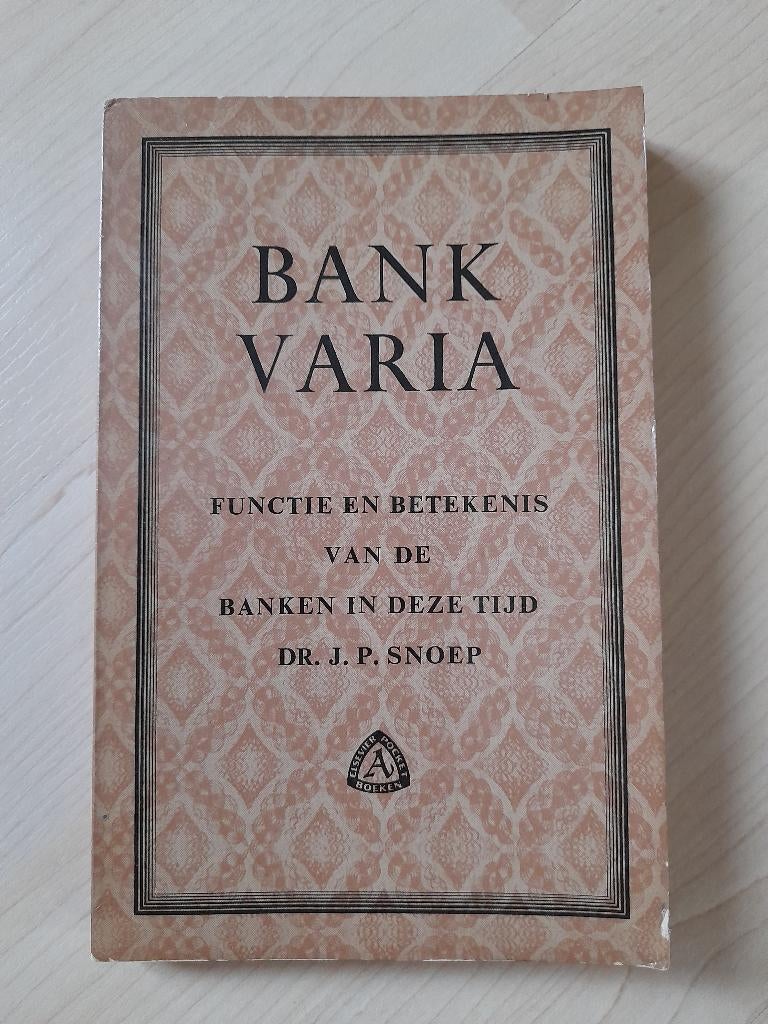 BANK
VARIA
FUNCTIE EN BETEKENIS
VAN DE
BANKEN IN DEZE TIJD
DR. J. P. SNOEP
ELSEVIER POCKET
A
BOEKEN